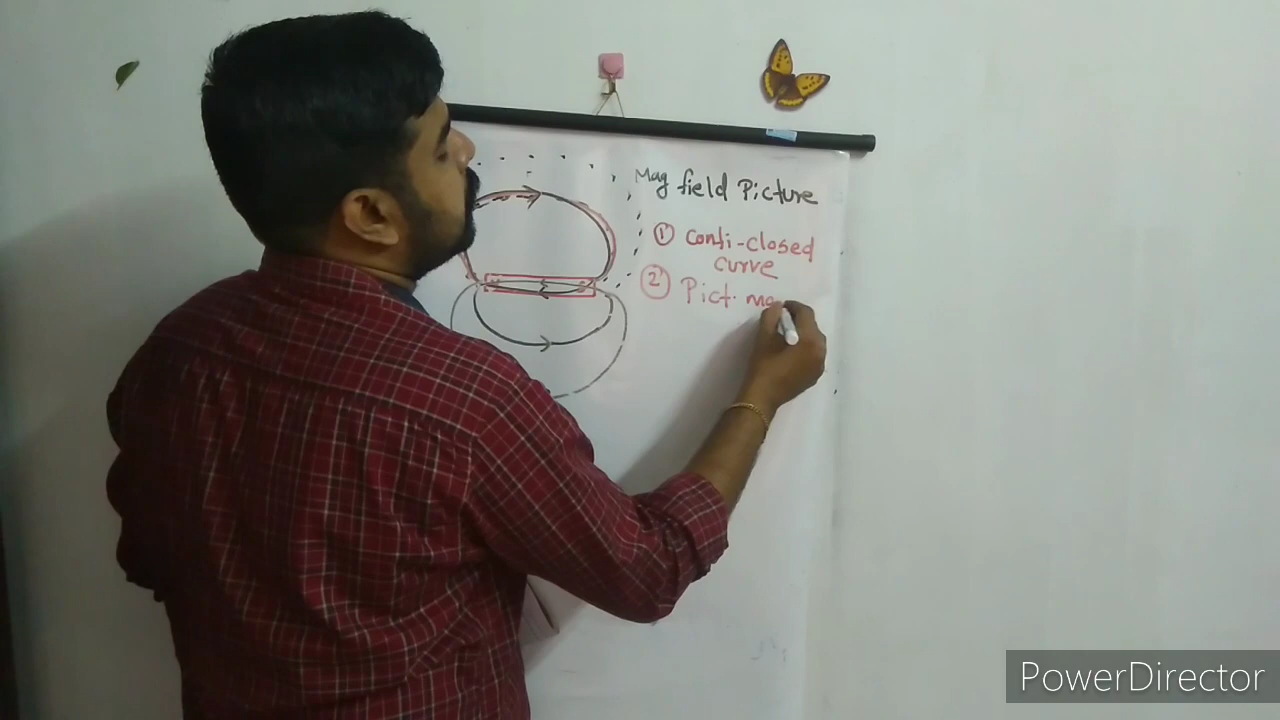 Mag field Picture
① Conti-closed
curve
② Pict. ma
PowerDirector